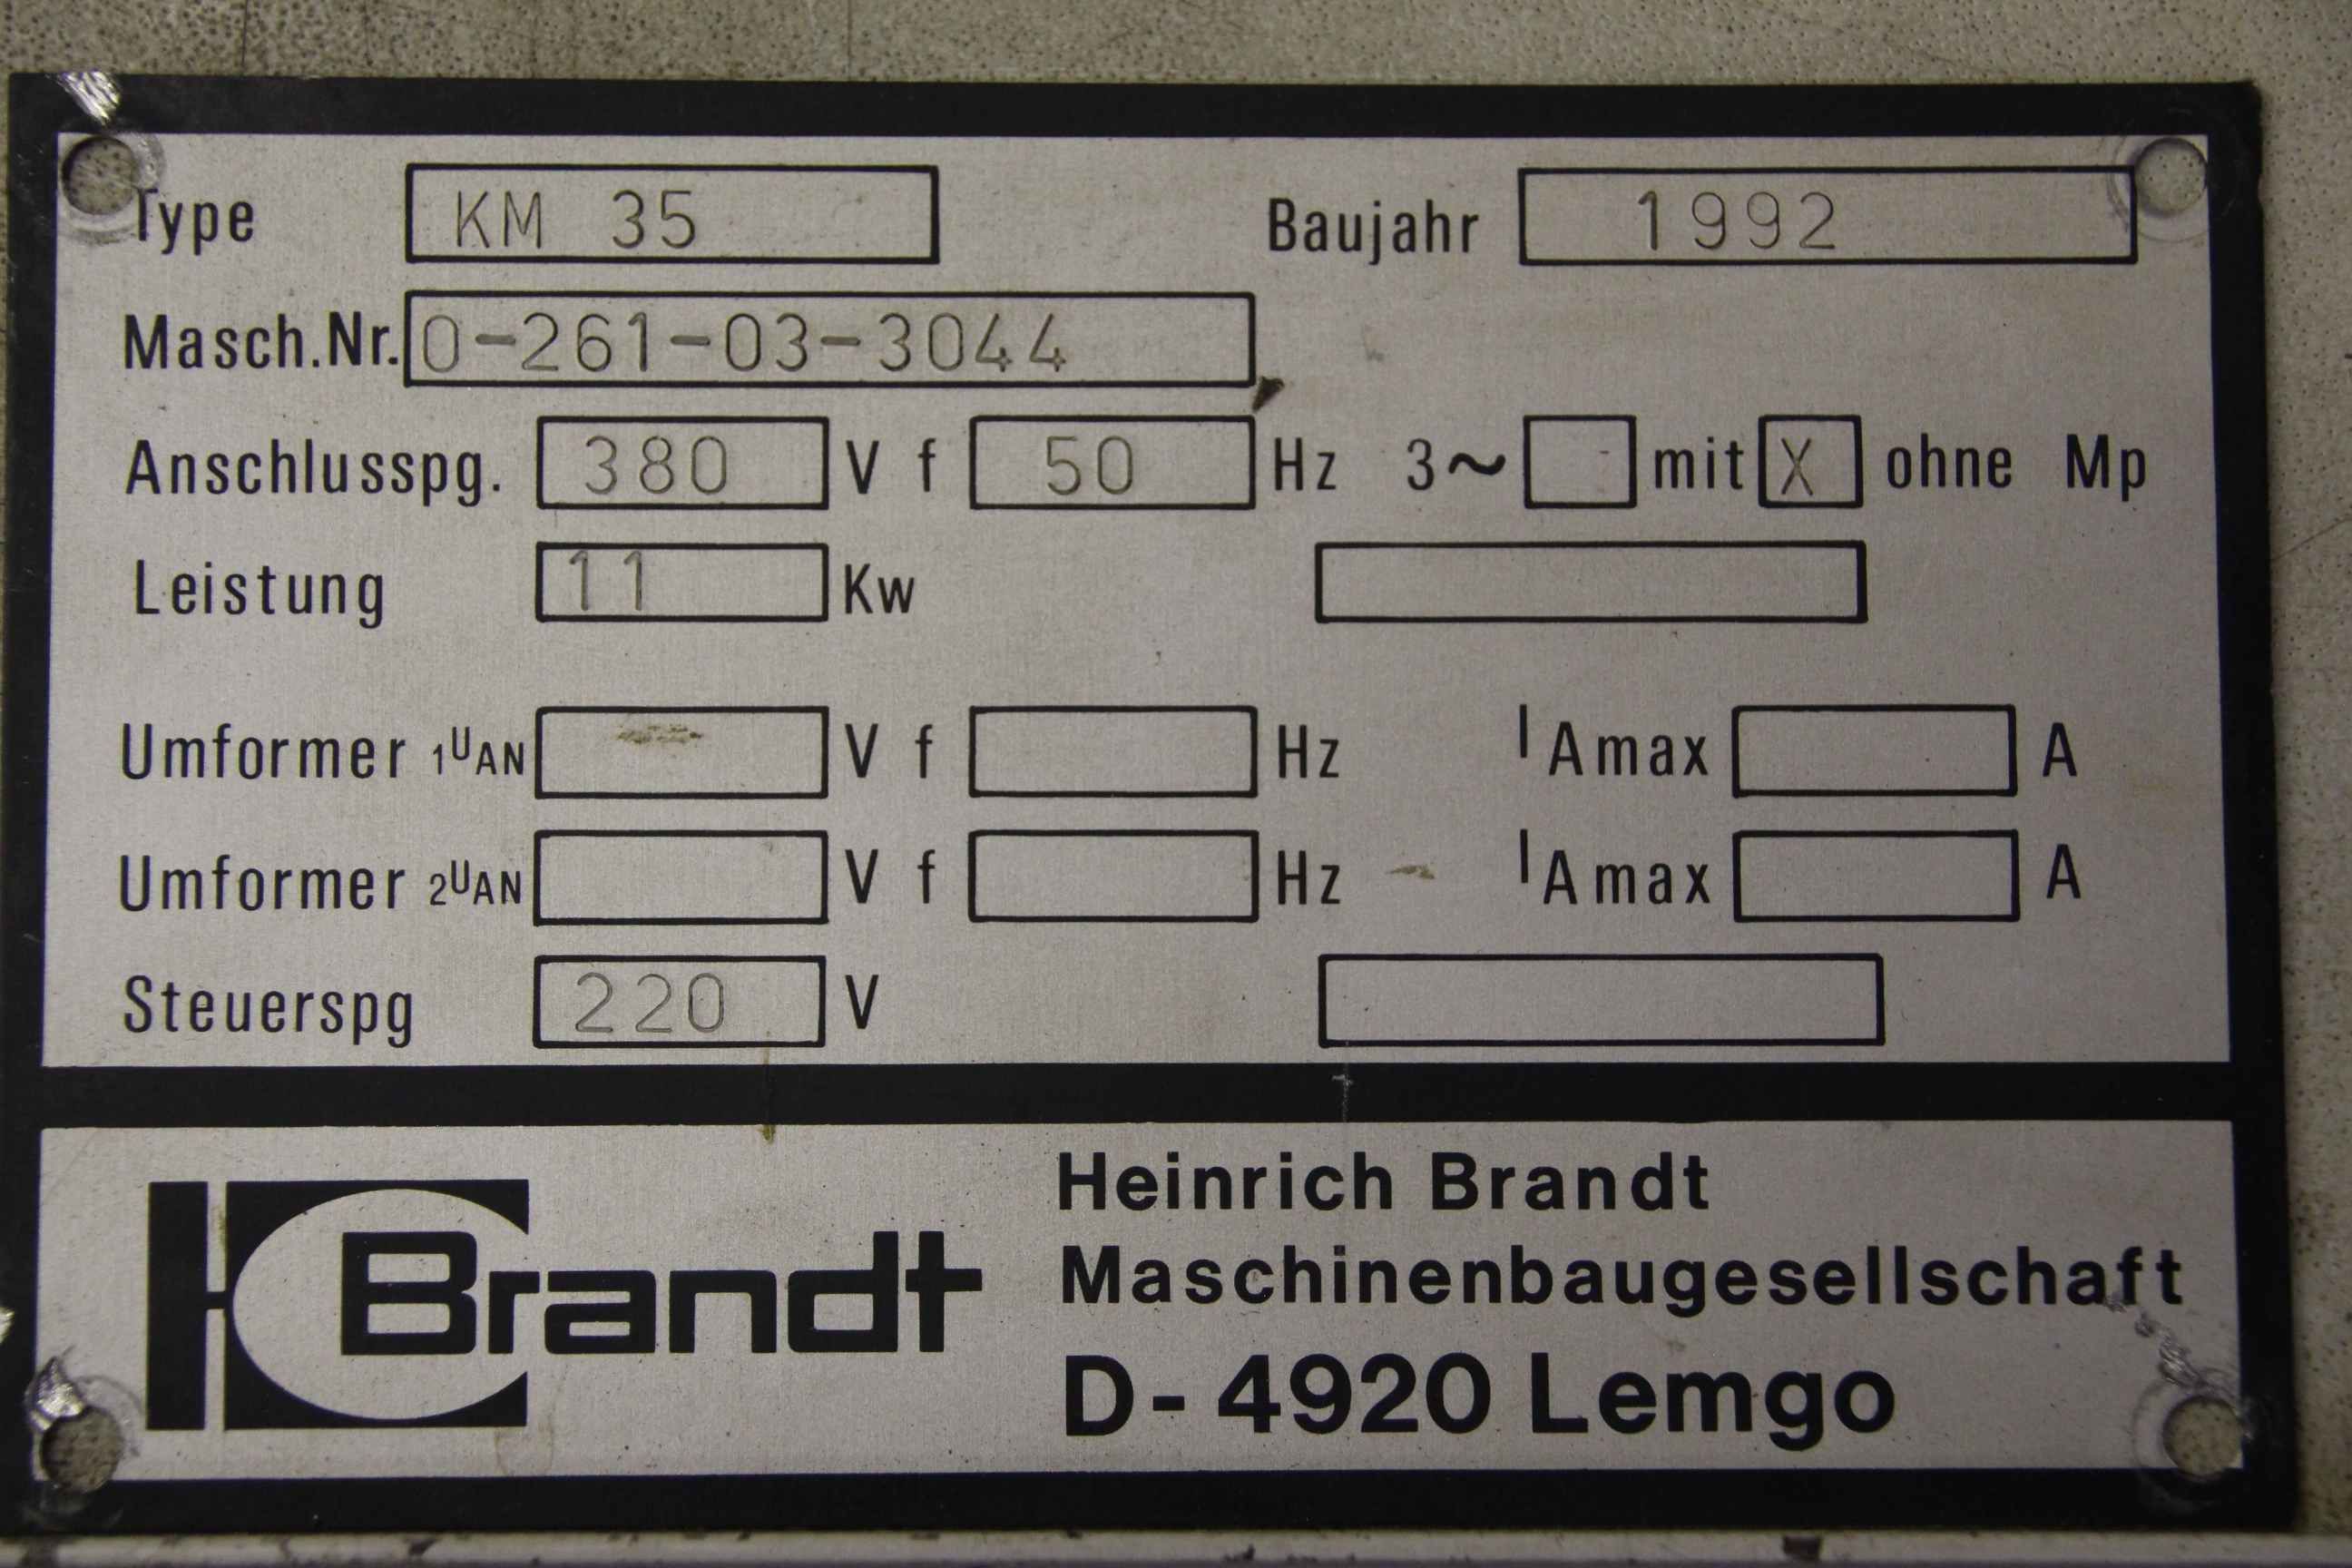 Type KM 35 Baujahr 1992
Masch.Nr. 0-261-03-3044
Anschlusspg. 380 V f 50 Hz 3~ mit X ohne Mp
Leistung 11 Kw
Umformer 1UAN V f Hz IAmax A
Umformer 2UAN V f Hz IAmax A
Steuerspg 220 V
Brandt
Heinrich Brandt
Maschinenbaugesellschaft
D-4920 Lemgo